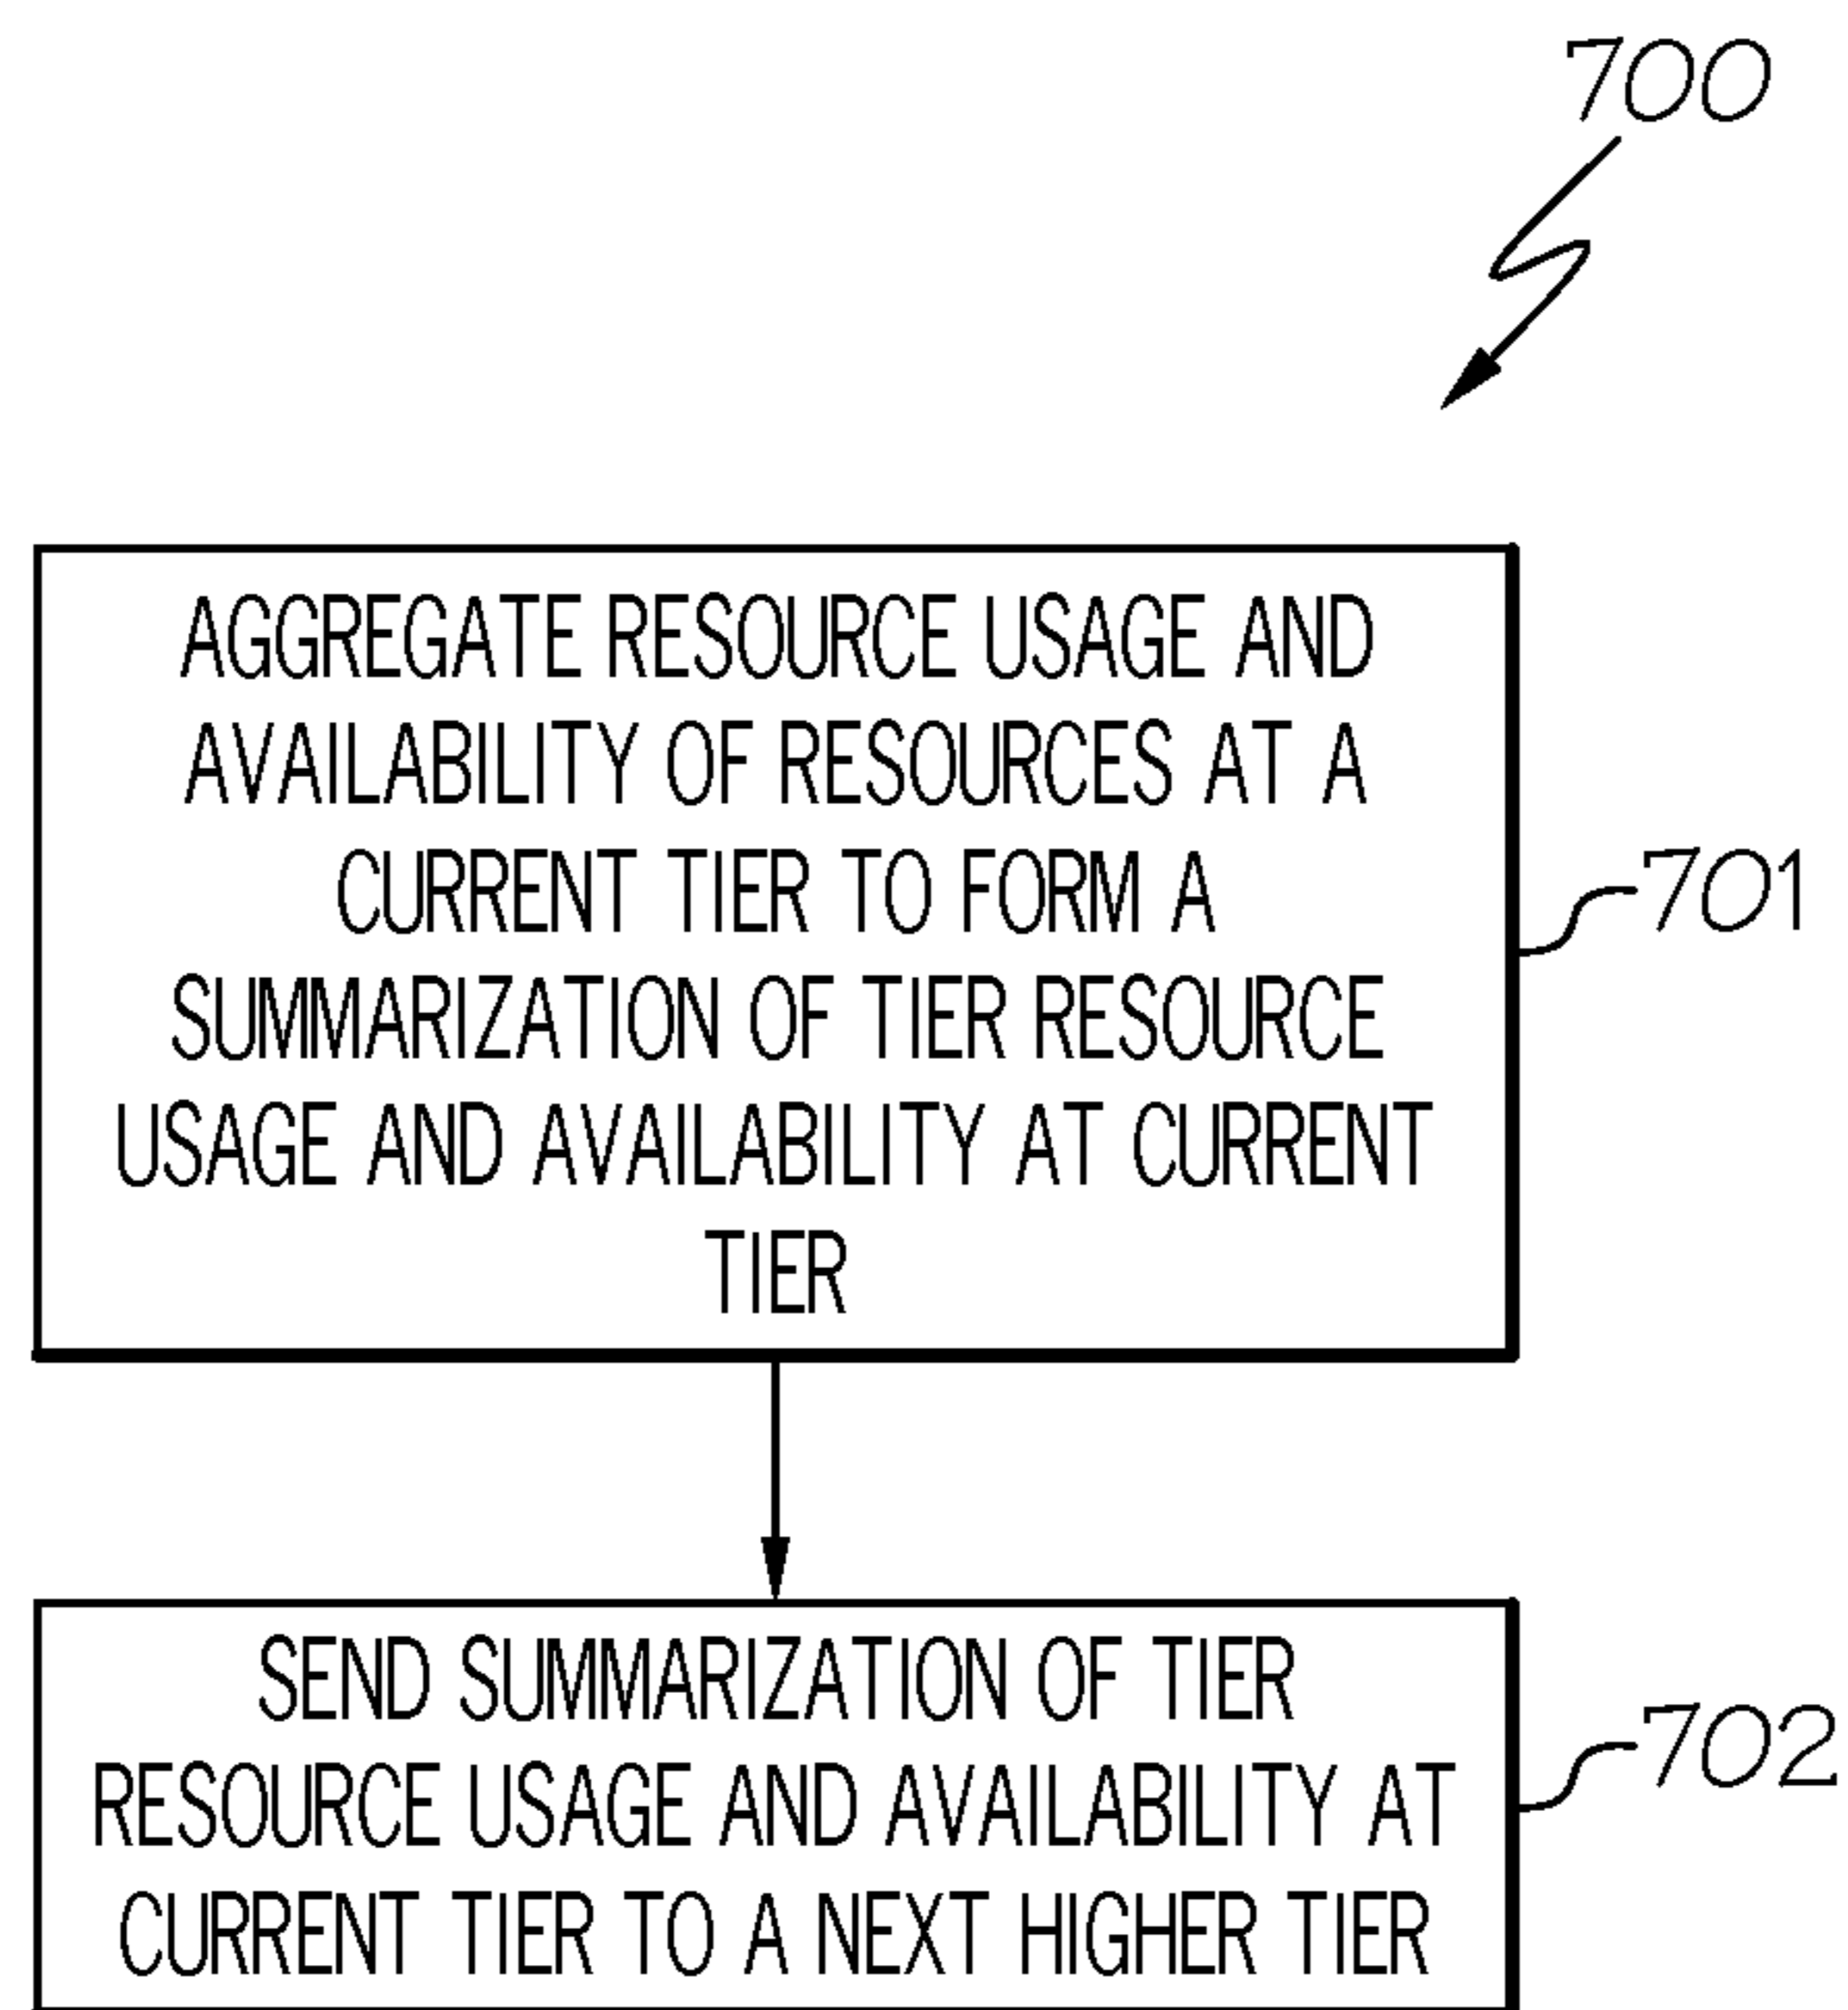 700
AGGREGATE RESOURCE USAGE AND
AVAILABILITY OF RESOURCES AT A
CURRENT TIER TO FORM A
SUMMARIZATION OF TIER RESOURCE
USAGE AND AVAILABILITY AT CURRENT
TIER
701
SEND SUMMARIZATION OF TIER
RESOURCE USAGE AND AVAILABILITY AT
CURRENT TIER TO A NEXT HIGHER TIER
702